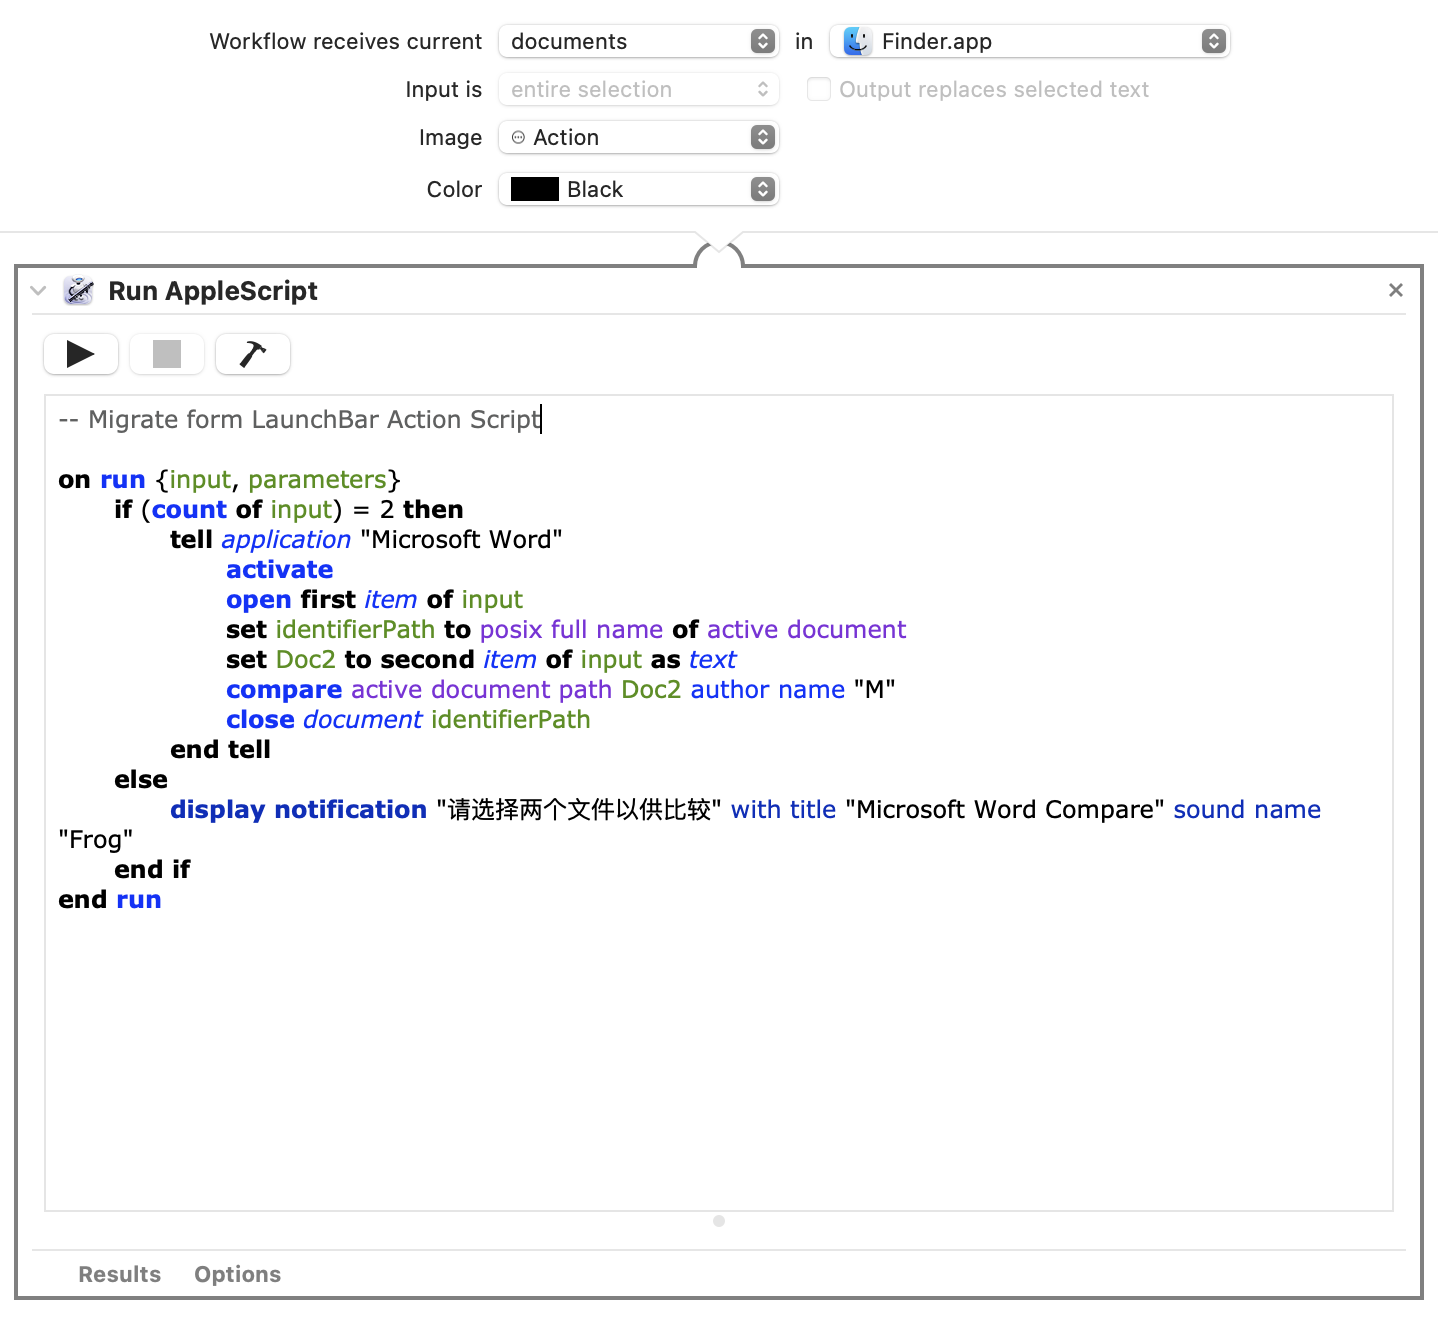 Workflow receives current documents in Finder.app
Input is entire selection Output replaces selected text
Image Action
Color Black
Run AppleScript
-- Migrate form LaunchBar Action Script
on run {input, parameters}
if (count of input) = 2 then
tell application "Microsoft Word"
activate
open first item of input
set identifierPath to posix full name of active document
set Doc2 to second item of input as text
compare active document path Doc2 author name "M"
close document identifierPath
end tell
else
display notification "请选择两个文件以供比较" with title "Microsoft Word Compare" sound name
"Frog"
end if
end run
Results Options